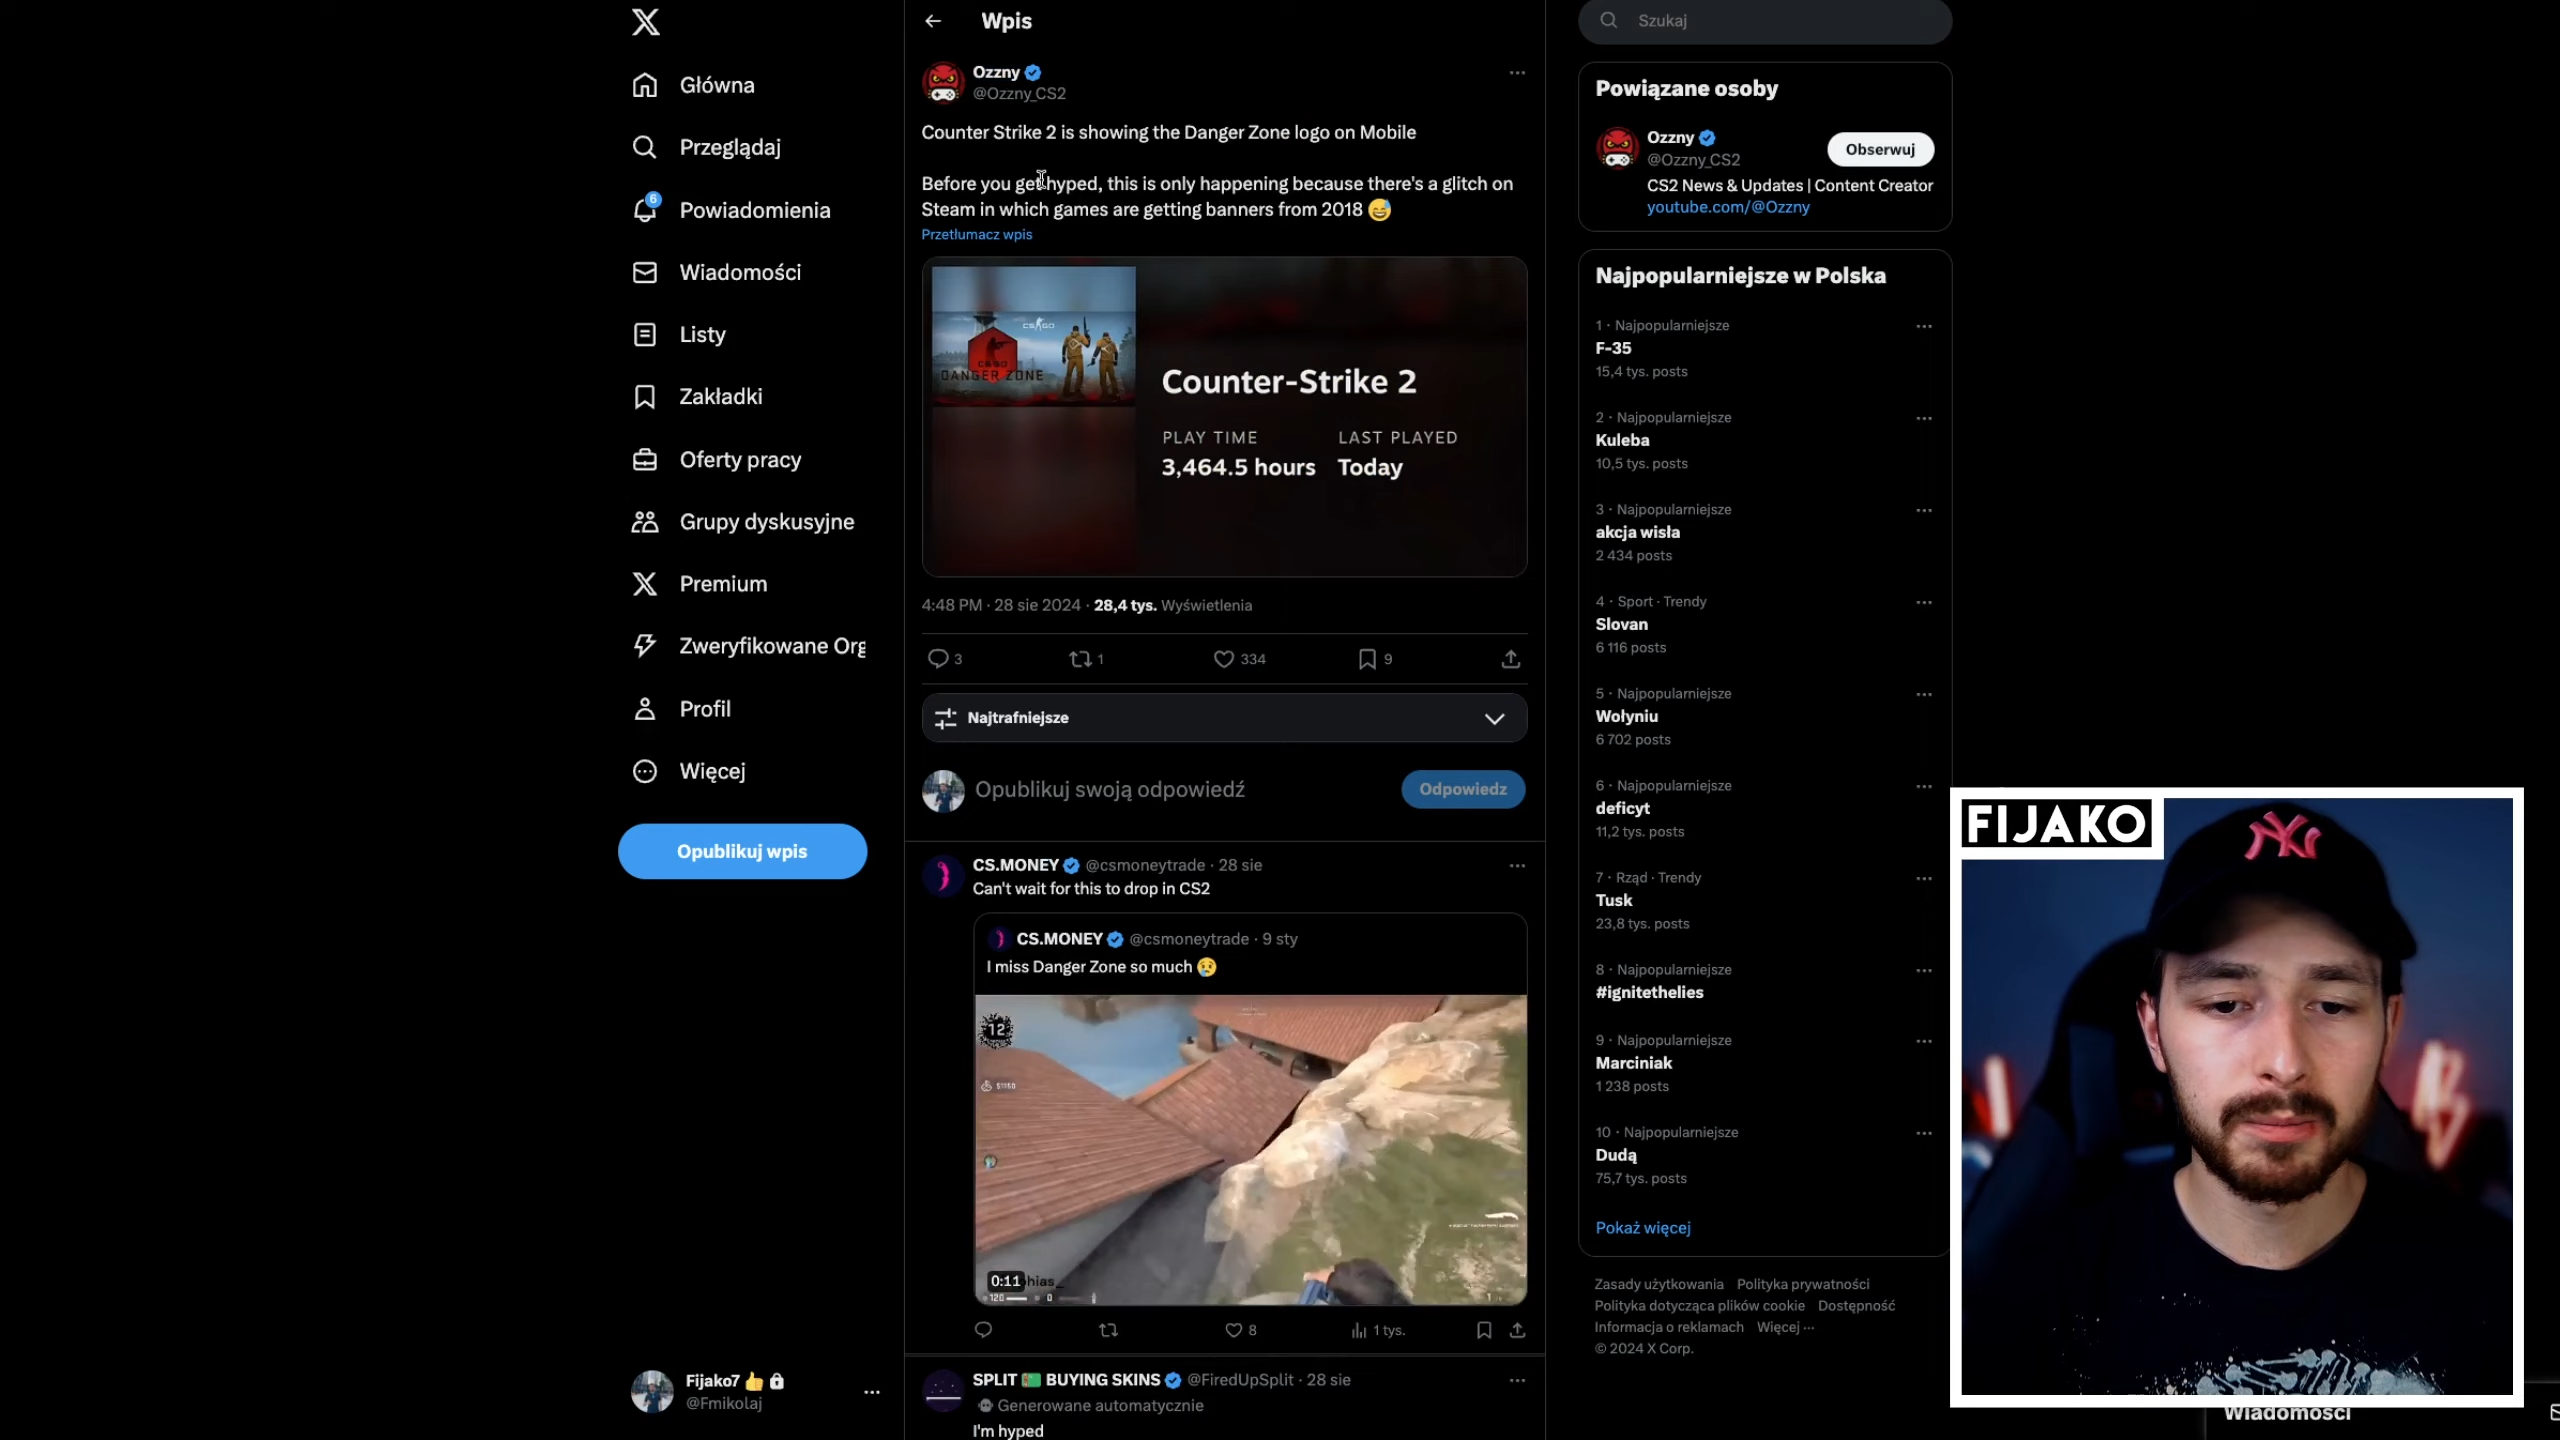 Główna
Przeglądaj
6
Powiadomienia
Wiadomości
Listy
Zakładki
Oferty pracy
Grupy dyskusyjne
Premium
Zweryfikowane Org
Profil
Więcej
Opublikuj wpis
Fijako7 👍
@Fmikolaj
Wpis
Ozzny
@Ozzny_CS2
Counter Strike 2 is showing the Danger Zone logo on Mobile
Before you get hyped, this is only happening because there's a glitch on
Steam in which games are getting banners from 2018 😅
Przetłumacz wpis
CS GO
CS:GO
DANGER ZONE
Counter-Strike 2
PLAY TIME
LAST PLAYED
3,464.5 hours
Today
4:48 PM · 28 sie 2024 · 28,4 tys. Wyświetlenia
3
1
334
9
Najtrafniejsze
Opublikuj swoją odpowiedź
Odpowiedz
CS.MONEY @csmoneytrade · 28 sie
Can't wait for this to drop in CS2
CS.MONEY @csmoneytrade · 9 sty
I miss Danger Zone so much 😢
12
$1150
0:11
120
0
8
1 tys.
SPLIT 🇹🇲 BUYING SKINS @FiredUpSplit · 28 sie
Generowane automatycznie
I'm hyped
Szukaj
Powiązane osoby
Ozzny
@Ozzny_CS2
Obserwuj
CS2 News & Updates | Content Creator
youtube.com/@Ozzny
Najpopularniejsze w Polska
1 · Najpopularniejsze
F-35
15,4 tys. posts
2 · Najpopularniejsze
Kuleba
10,5 tys. posts
3 · Najpopularniejsze
akcja wisła
2 434 posts
4 · Sport · Trendy
Slovan
6 116 posts
5 · Najpopularniejsze
Wołyniu
6 702 posts
6 · Najpopularniejsze
deficyt
11,2 tys. posts
7 · Rząd · Trendy
Tusk
23,8 tys. posts
8 · Najpopularniejsze
#ignitethelies
9 · Najpopularniejsze
Marciniak
1 238 posts
10 · Najpopularniejsze
Dudą
75,7 tys. posts
Pokaż więcej
Zasady użytkowania Polityka prywatności
Polityka dotycząca plików cookie Dostępność
Informacja o reklamach Więcej ···
© 2024 X Corp.
FIJAKO
NY
Wiadomości